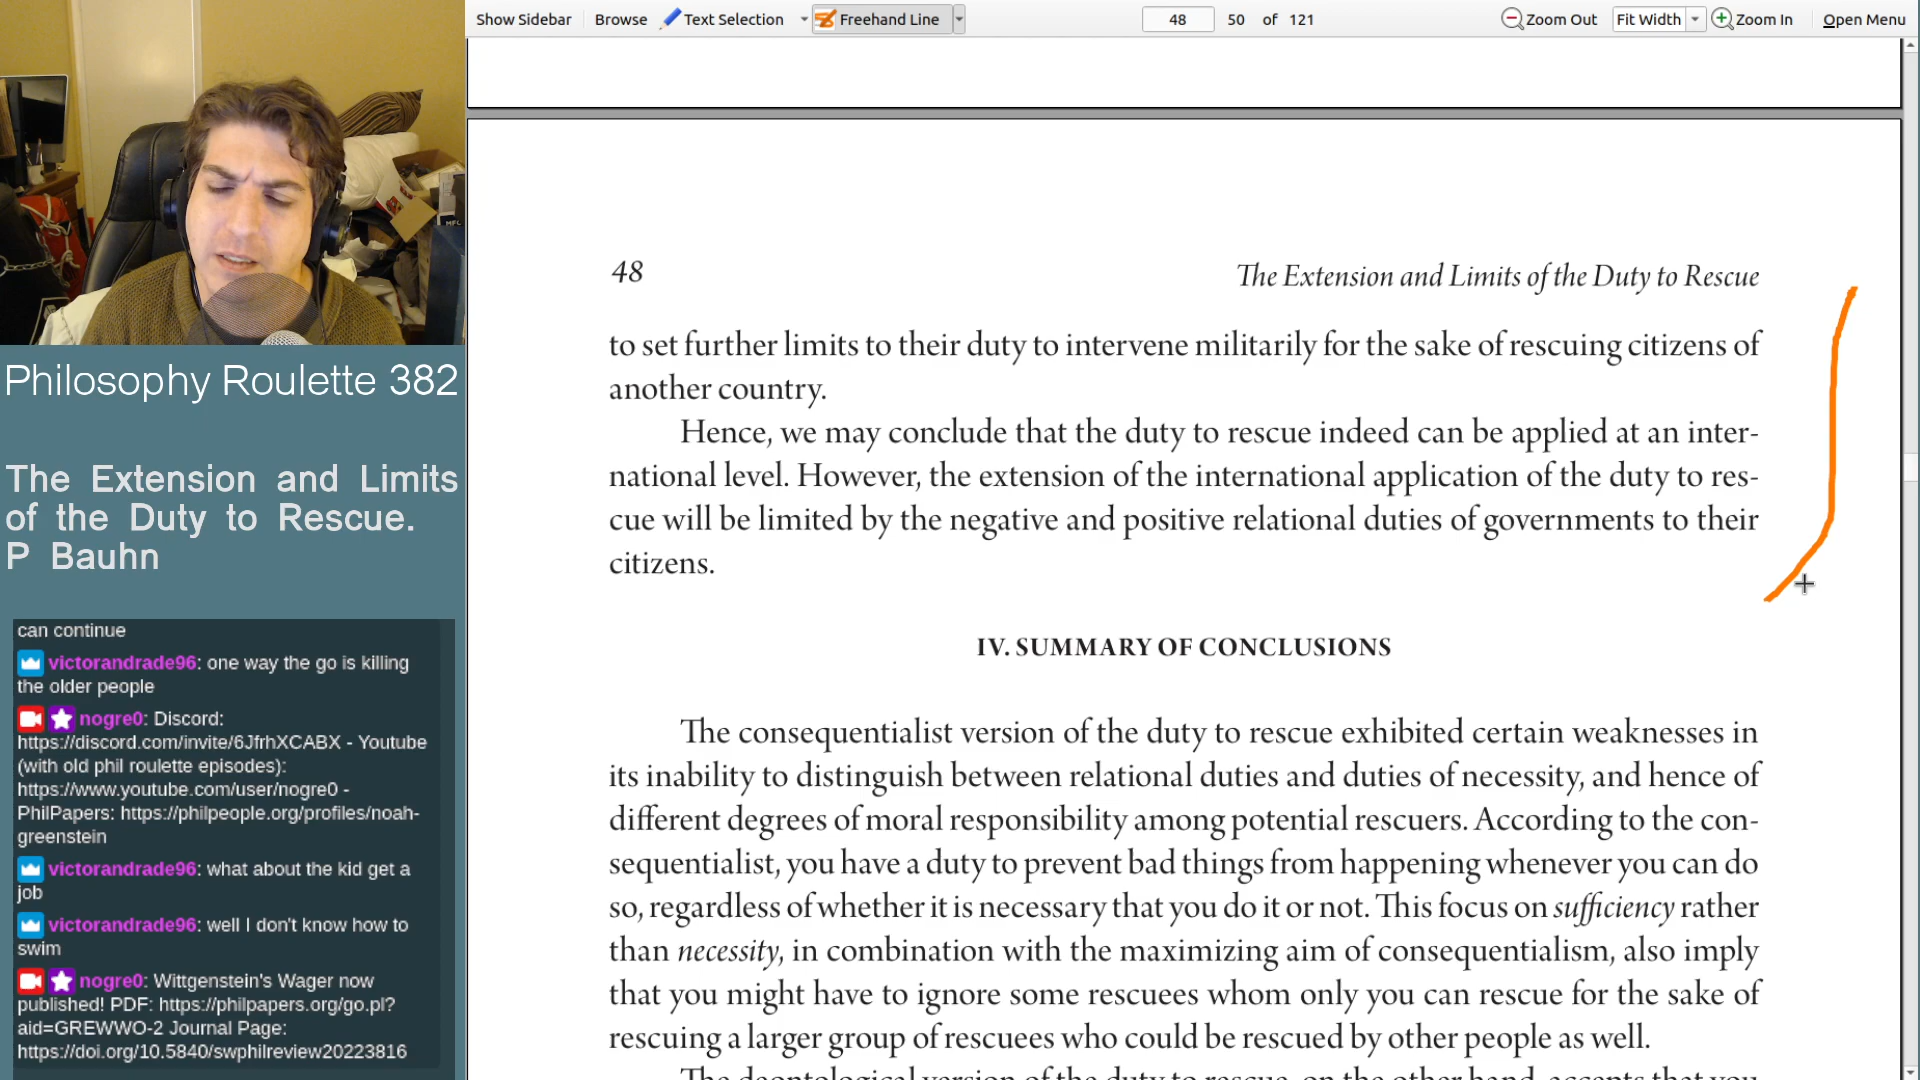 Show Sidebar Browse Text Selection Freehand Line 48 50 of 121 Zoom Out Fit Width Zoom In Open Menu
48 The Extension and Limits of the Duty to Rescue
to set further limits to their duty to intervene militarily for the sake of rescuing citizens of
another country.
Hence, we may conclude that the duty to rescue indeed can be applied at an inter-
national level. However, the extension of the international application of the duty to res-
cue will be limited by the negative and positive relational duties of governments to their
citizens.
IV. SUMMARY OF CONCLUSIONS
The consequentialist version of the duty to rescue exhibited certain weaknesses in
its inability to distinguish between relational duties and duties of necessity, and hence of
different degrees of moral responsibility among potential rescuers. According to the con-
sequentialist, you have a duty to prevent bad things from happening whenever you can do
so, regardless of whether it is necessary that you do it or not. This focus on sufficiency rather
than necessity, in combination with the maximizing aim of consequentialism, also imply
that you might have to ignore some rescuees whom only you can rescue for the sake of
rescuing a larger group of rescuees who could be rescued by other people as well.
The deontological version of the duty to rescue, on the other hand, accepts that you
Philosophy Roulette 382
The Extension and Limits
of the Duty to Rescue.
P Bauhn
can continue
victorandrade96: one way the go is killing
the older people
nogre0: Discord:
https://discord.com/invite/6JfrhXCABX - Youtube
(with old phil roulette episodes):
https://www.youtube.com/user/nogre0 -
PhilPapers: https://philpeople.org/profiles/noah-
greenstein
victorandrade96: what about the kid get a
job
victorandrade96: well I don't know how to
swim
nogre0: Wittgenstein's Wager now
published! PDF: https://philpapers.org/go.pl?
aid=GREWWO-2 Journal Page:
https://doi.org/10.5840/swphilreview20223816